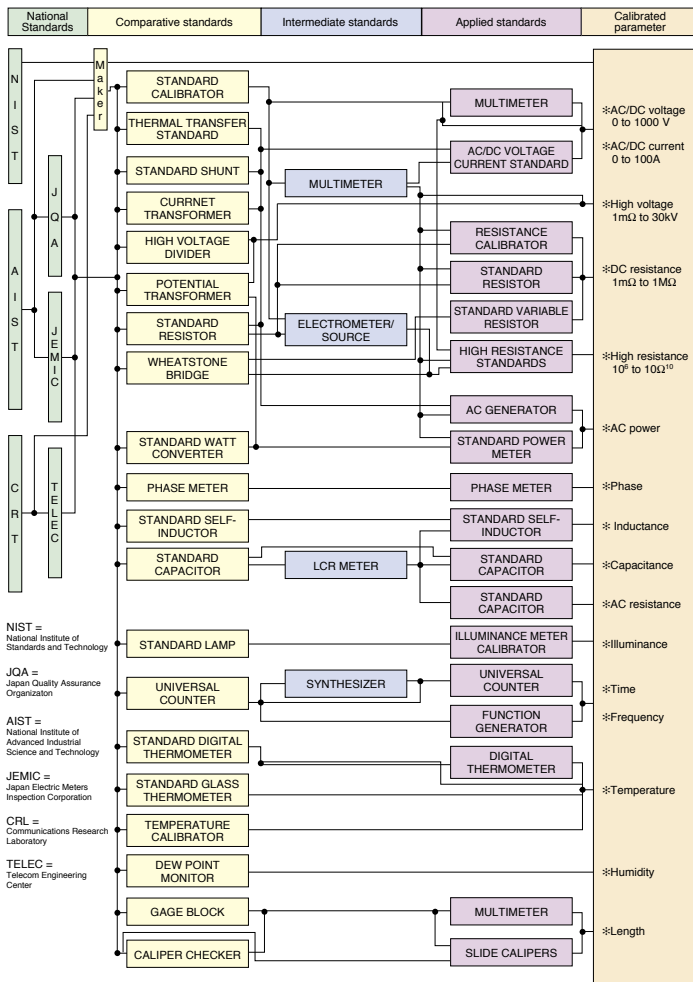 National
Standards
Comparative standards
Intermediate standards
Applied standards
Calibrated
parameter
N
I
S
T
M
a
k
e
r
J
Q
A
A
I
S
T
J
E
M
I
C
C
R
T
T
E
L
E
C
STANDARD
CALIBRATOR
THERMAL TRANSFER
STANDARD
STANDARD SHUNT
CURRNET
TRANSFORMER
HIGH VOLTAGE
DIVIDER
POTENTIAL
TRANSFORMER
STANDARD
RESISTOR
WHEATSTONE
BRIDGE
STANDARD WATT
CONVERTER
PHASE METER
STANDARD SELF-
INDUCTOR
STANDARD
CAPACITOR
STANDARD LAMP
UNIVERSAL
COUNTER
STANDARD DIGITAL
THERMOMETER
STANDARD GLASS
THERMOMETER
TEMPERATURE
CALIBRATOR
DEW POINT
MONITOR
GAGE BLOCK
CALIPER CHECKER
MULTIMETER
ELECTROMETER/
SOURCE
LCR METER
SYNTHESIZER
MULTIMETER
AC/DC VOLTAGE
CURRENT STANDARD
RESISTANCE
CALIBRATOR
STANDARD
RESISTOR
STANDARD VARIABLE
RESISTOR
HIGH RESISTANCE
STANDARDS
AC GENERATOR
STANDARD POWER
METER
PHASE METER
STANDARD SELF-
INDUCTOR
STANDARD
CAPACITOR
STANDARD
CAPACITOR
ILLUMINANCE METER
CALIBRATOR
UNIVERSAL
COUNTER
FUNCTION
GENERATOR
DIGITAL
THERMOMETER
MULTIMETER
SLIDE CALIPERS
✻AC/DC voltage
0 to 1000 V
✻AC/DC current
0 to 100A
✻High voltage
1mΩ to 30kV
✻DC resistance
1mΩ to 1MΩ
✻High resistance
10⁶ to 10Ω¹⁰
✻AC power
✻Phase
✻ Inductance
✻Capacitance
✻AC resistance
✻Illuminance
✻Time
✻Frequency
✻Temperature
✻Humidity
✻Length
NIST =
National Institute of
Standards and Technology
JQA =
Japan Quality Assurance
Organizaton
AIST =
National Institute of
Advanced Industrial
Science and Technology
JEMIC =
Japan Electric Meters
Inspection Corporation
CRL =
Communications Research
Laboratory
TELEC =
Telecom Engineering
Center